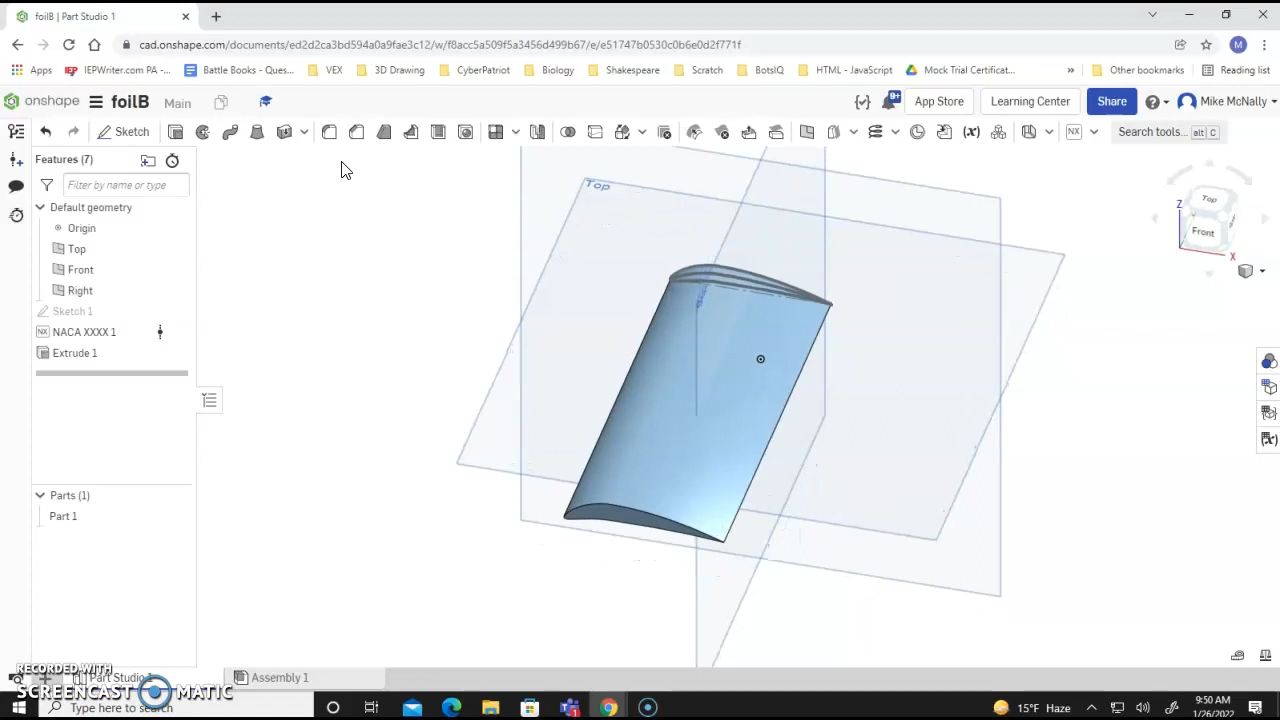 foilB | Part Studio 1
cad.onshape.com/documents/ed2d2ca3bd594a0a9fae3c12/w/f8acc5a509f5a3456d499b67/e/e51747b0530c0b6e0d2f771f
M
Apps
IEP IEPWriter.com PA -...
Battle Books - Ques...
VEX
3D Drawing
CyberPatriot
Biology
Shakespeare
Scratch
BotsIQ
HTML - JavaScript
Mock Trial Certificat...
»
Other bookmarks
Reading list
onshape
foilB
Main
9+
App Store
Learning Center
Share
Mike McNally
Sketch
(x)
NX
Search tools... alt C
Features (7)
Filter by name or type
Default geometry
Origin
Top
Front
Right
Sketch 1
NX NACA XXXX 1
Extrude 1
Parts (1)
Part 1
Top
Top
Front
Z
X
(x)
RECORDED WITH
SCREENCAST MATIC
Part Studio 1
Assembly 1
Type here to search
15°F Haze
9:50 AM
1/26/2022